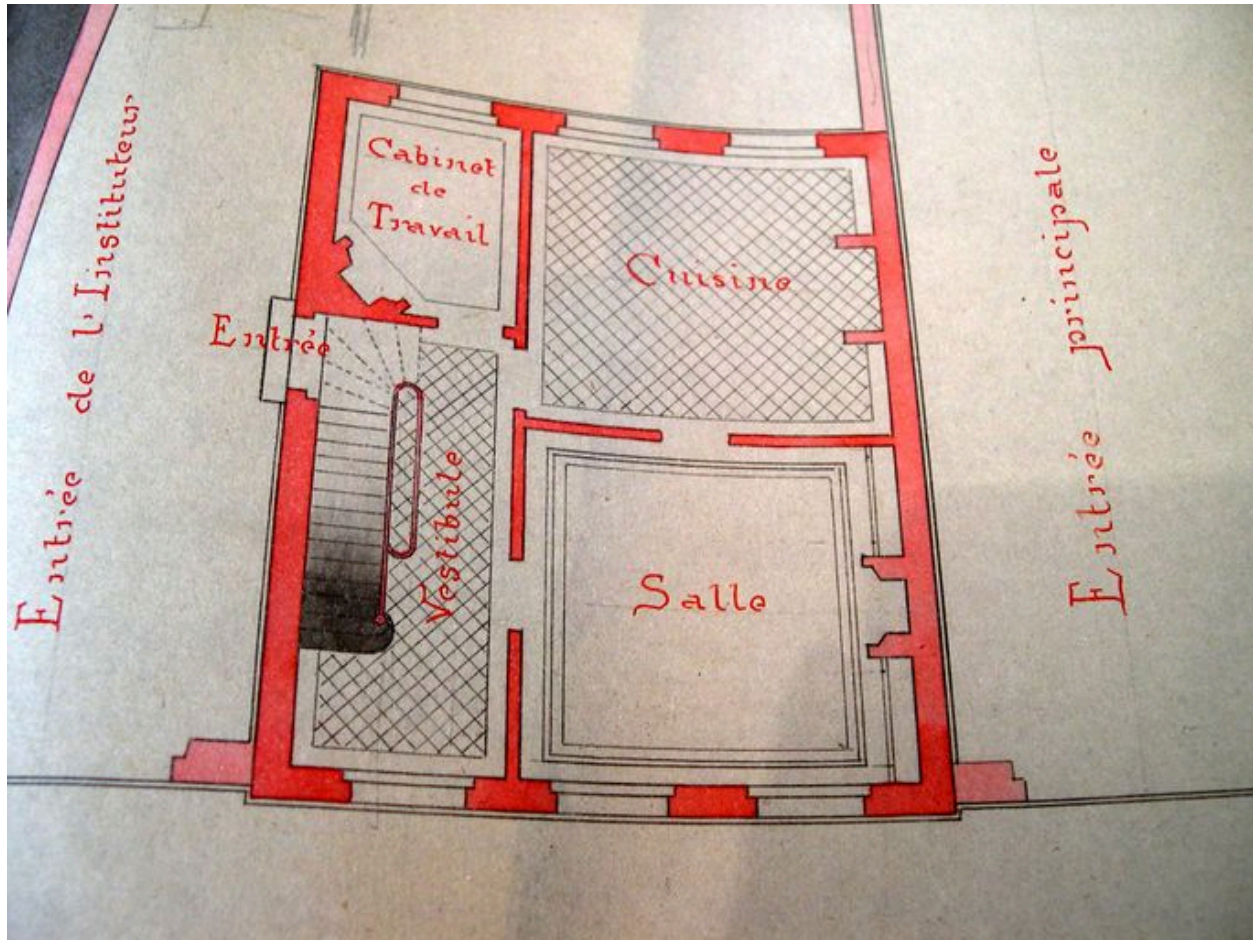 Entrée de l'Instituteur
Cabinet
de
Travail
Cuisine
Entrée
Vestibule
Salle
Entrée principale